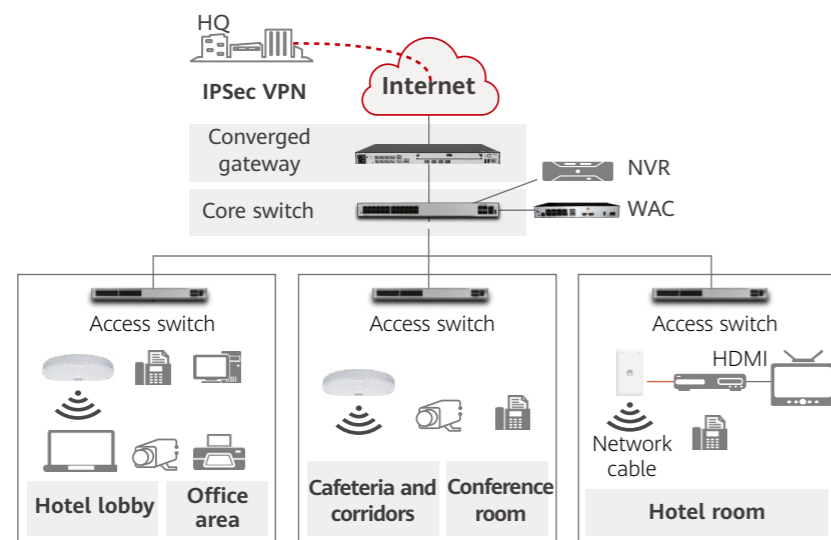 HQ
IPSec VPN
Internet
Converged
gateway
NVR
Core switch
WAC
Access switch
Access switch
Access switch
HDMI
Network
cable
Hotel lobby
Office
area
Cafeteria and
corridors
Conference
room
Hotel room